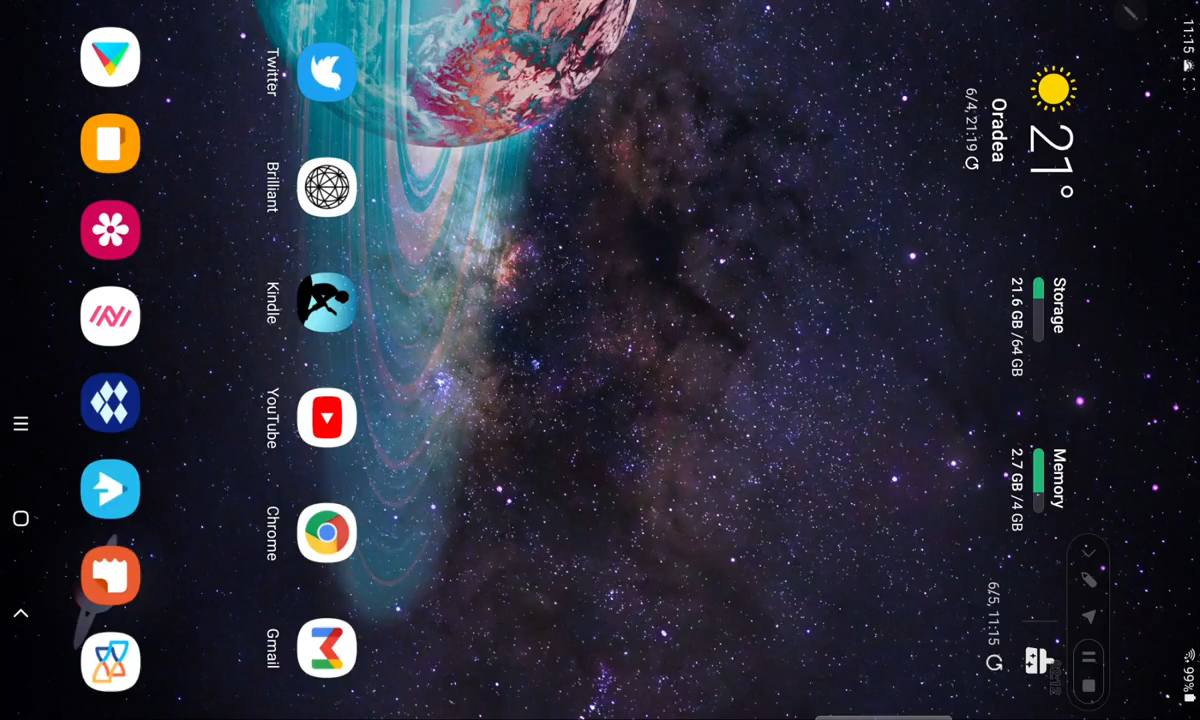 11:15
99%
21°
Oradea
6/4, 21:19
Storage
21.6 GB /64 GB
Memory
2.7 GB /4 GB
6/5, 11:15
Twitter
Brilliant
Kindle
YouTube
Chrome
Gmail